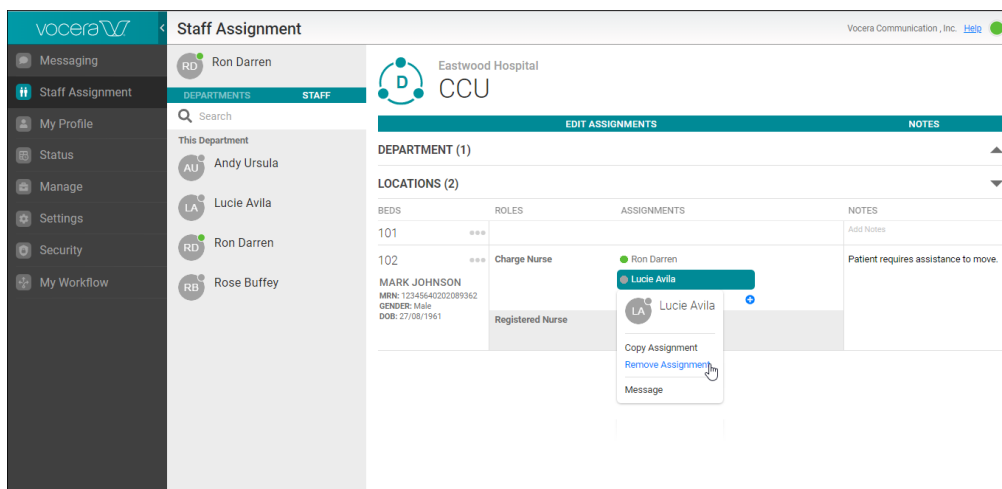 vocera
Staff Assignment
Vocera Communication , Inc. Help
Messaging
Staff Assignment
My Profile
Status
Manage
Settings
Security
My Workflow
RD Ron Darren
DEPARTMENTS STAFF
Search
This Department
AU Andy Ursula
LA Lucie Avila
RD Ron Darren
RB Rose Buffey
D
Eastwood Hospital
CCU
EDIT ASSIGNMENTS NOTES
DEPARTMENT (1)
LOCATIONS (2)
BEDS ROLES ASSIGNMENTS NOTES
101 Add Notes
102 Charge Nurse Ron Darren Patient requires assistance to move.
MARK JOHNSON
MRN: 12345640202089362
GENDER: Male
DOB: 27/08/1961
Lucie Avila
LA Lucie Avila
Registered Nurse
Copy Assignment
Remove Assignment
Message